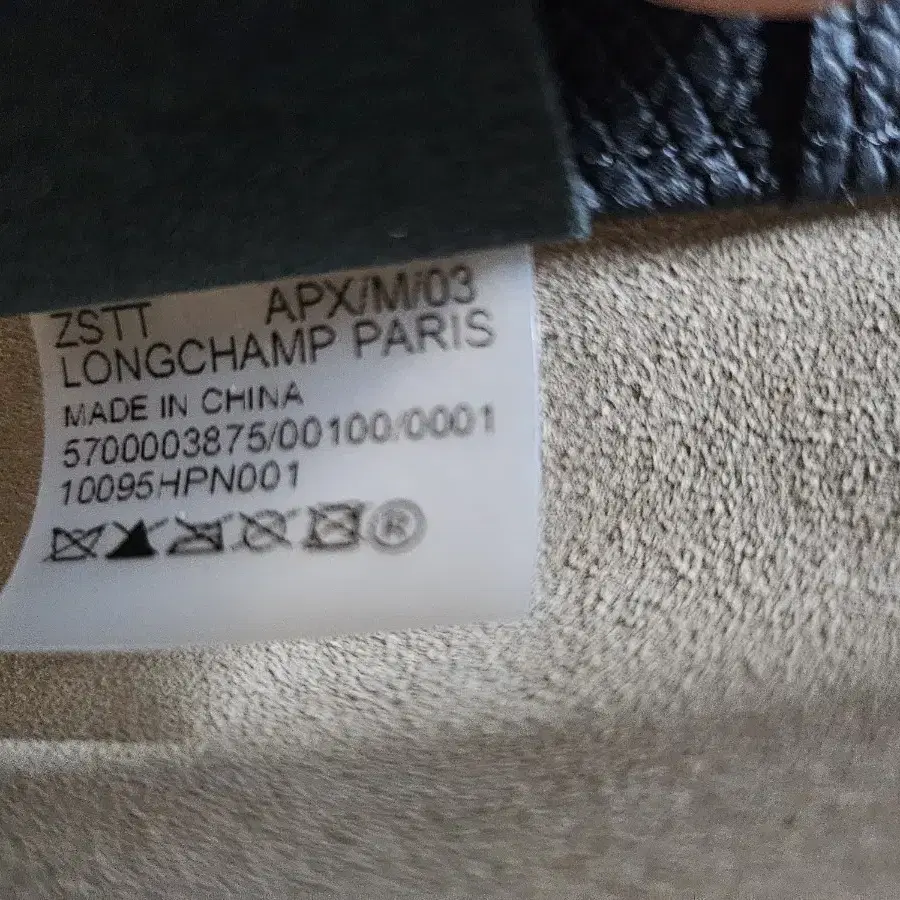 ZSTT APX/M/03
LONGCHAMP PARIS
MADE IN CHINA
5700003875/00100/0001
10095HPN001
®